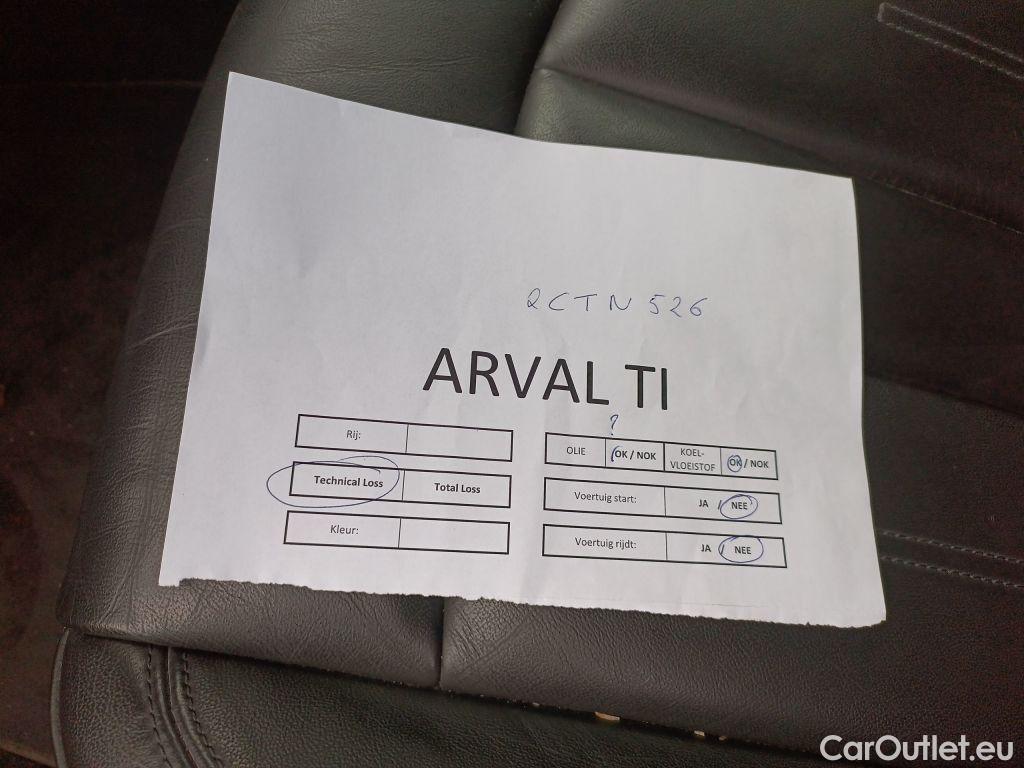 2CTN526
ARVAL TI
?
Rij:
OLIE OK / NOK KOEL-VLOEISTOF OK / NOK
Technical Loss Total Loss
Voertuig start: JA / NEE
Kleur:
Voertuig rijdt: JA / NEE
CarOutlet.eu